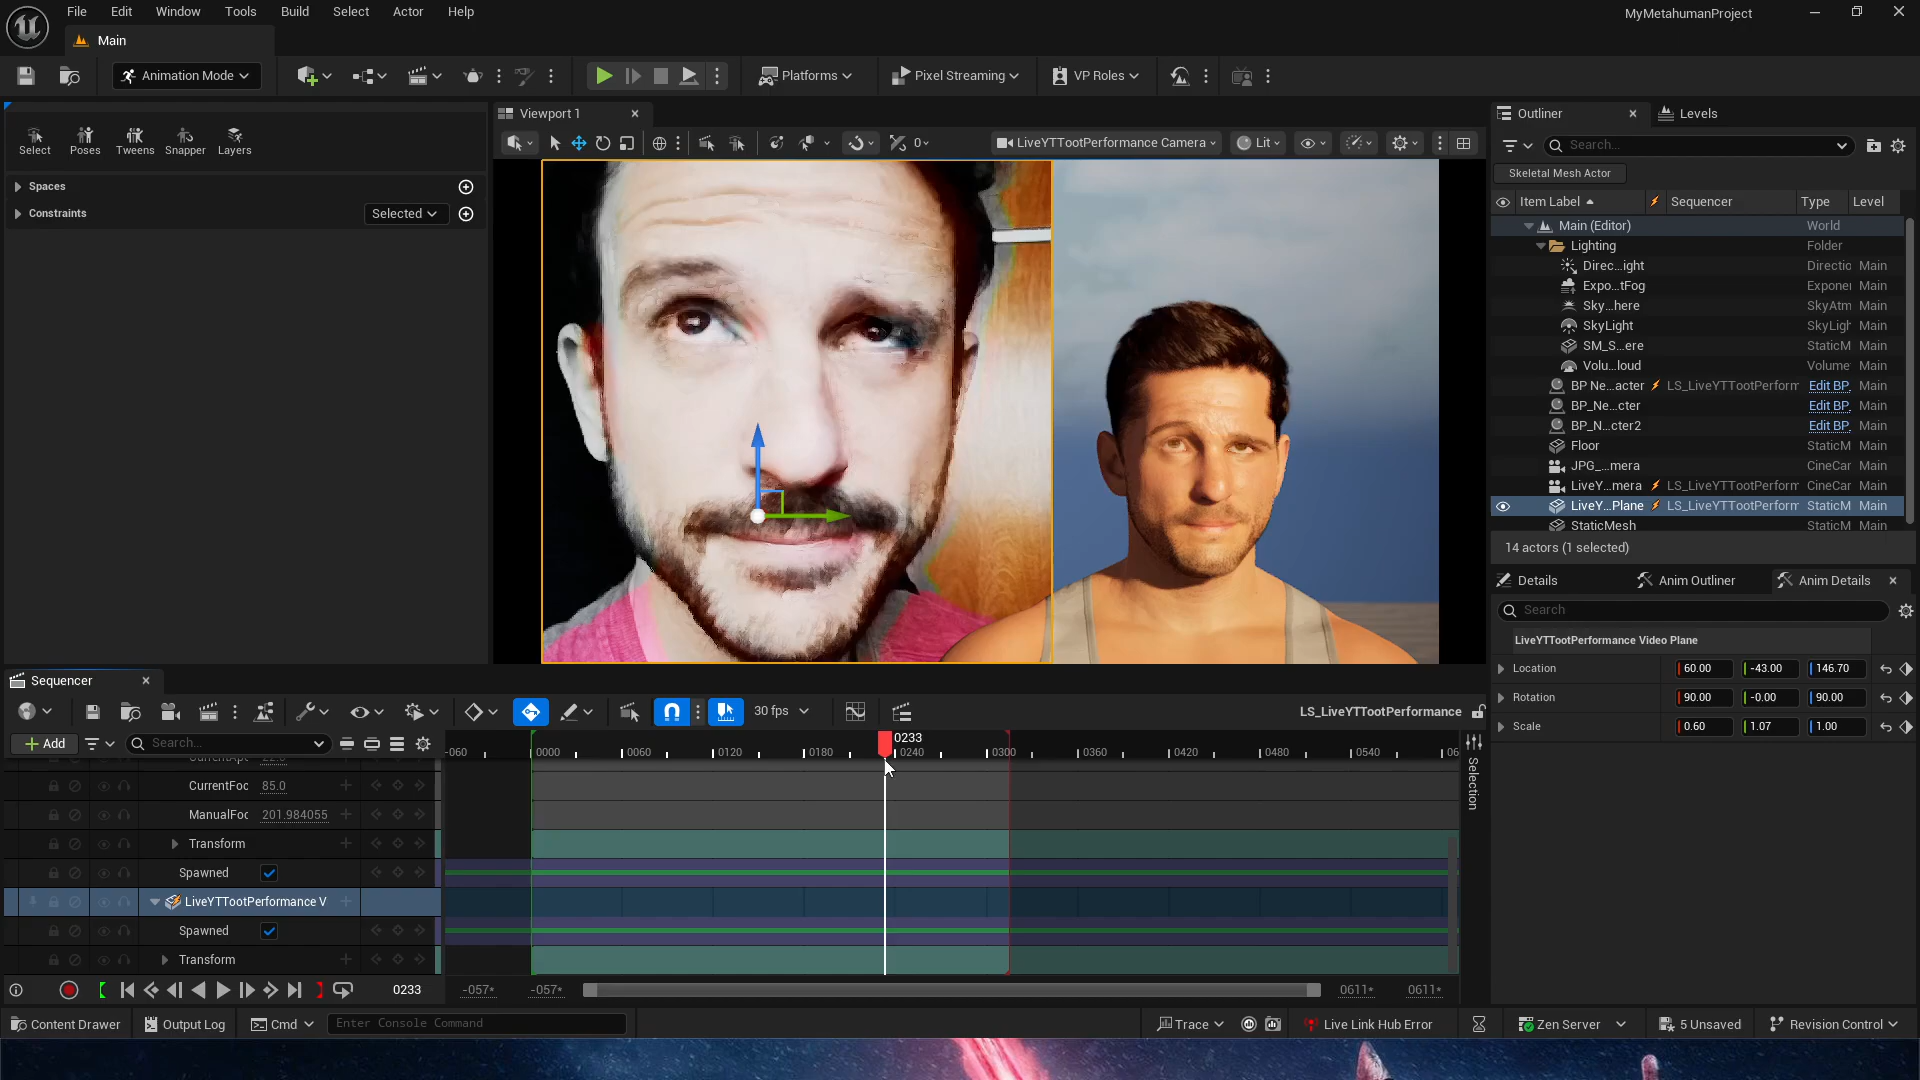 File Edit Window Tools Build Select Actor Help
MyMetahumanProject
Main
Animation Mode
Platforms
Pixel Streaming
VP Roles
Select Poses Tweens Snapper Layers
Spaces
Constraints
Selected
Viewport 1
0
LiveYTTootPerformance Camera
Lit
Outliner
Levels
Search...
Skeletal Mesh Actor
Item Label Sequencer Type Level
Main (Editor) World
Lighting Folder
Direc...ight Directic Main
Expo...tFog Exponer Main
Sky...here SkyAtm Main
SkyLight SkyLigh Main
SM_S...ere StaticM Main
Volu...loud Volume Main
BP Ne...acter LS_LiveYTTootPerform Edit BP. Main
BP_Ne...cter Edit BP. Main
BP_N...cter2 Edit BP. Main
Floor StaticM Main
JPG_...mera CineCar Main
LiveY...mera LS_LiveYTTootPerform CineCar Main
LiveY...Plane LS_LiveYTTootPerform StaticM Main
StaticMesh StaticM Main
14 actors (1 selected)
Details
Anim Outliner
Anim Details
Search
LiveYTTootPerformance Video Plane
Location 60.00 -43.00 146.70
Rotation 90.00 -0.00 90.00
Scale 0.60 1.07 1.00
Sequencer
30 fps
LS_LiveYTTootPerformance
Add
Search...
0233
-060 0000 0060 0120 0180 0240 0300 0360 0420 0480 0540 06
Selection
CurrentFoc 85.0
ManualFoc 201.984055
Transform
Spawned
LiveYTTootPerformance V
Spawned
Transform
0233
-057* -057* 0611* 0611*
Content Drawer
Output Log
Cmd
Enter Console Command
Trace
Live Link Hub Error
Zen Server
5 Unsaved
Revision Control